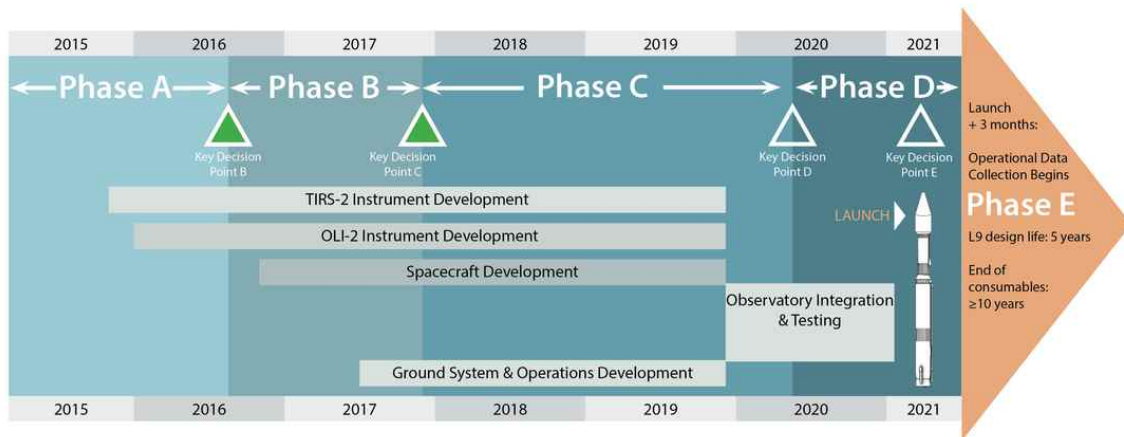 2015 2016 2017 2018 2019 2020 2021
Phase A Phase B Phase C Phase D
Key Decision
Point B
Key Decision
Point C
Key Decision
Point D
Key Decision
Point E
TIRS-2 Instrument Development
OLI-2 Instrument Development
Spacecraft Development
Observatory Integration
& Testing
Ground System & Operations Development
LAUNCH
Launch
+ 3 months:
Operational Data
Collection Begins
Phase E
L9 design life: 5 years
End of
consumables:
≥10 years
2015 2016 2017 2018 2019 2020 2021